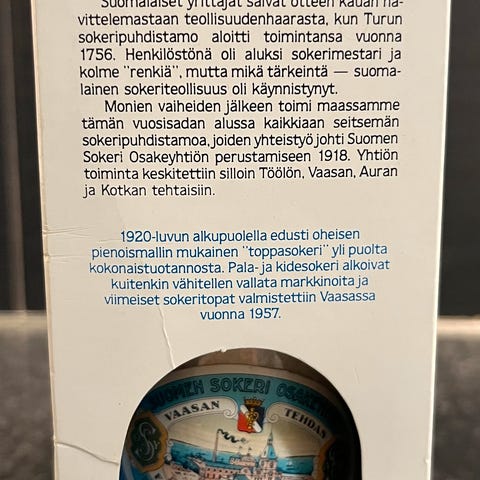 Suomalaiset yrittäjät saivat otteen kauan ha-
vittelemastaan teollisuudenhaarasta, kun Turun
sokeripuhdistamo aloitti toimintansa vuonna
1756. Henkilöstönä oli aluksi sokerimestari ja
kolme "renkiä", mutta mikä tärkeintä — suoma-
lainen sokeriteollisuus oli käynnistynyt.
Monien vaiheiden jälkeen toimi maassamme
tämän vuosisadan alussa kaikkiaan seitsemän
sokeripuhdistamoa, joiden yhteistyö johti Suomen
Sokeri Osakeyhtiön perustamiseen 1918. Yhtiön
toiminta keskitettiin silloin Töölön, Vaasan, Auran
ja Kotkan tehtaisiin.
1920-luvun alkupuolella edusti oheisen
pienoismallin mukainen "toppasokeri" yli puolta
kokonaistuotannosta. Pala- ja kidesokeri alkoivat
kuitenkin vähitellen vallata markkinoita ja
viimeiset sokeritopat valmistettiin Vaasassa
vuonna 1957.
SUOMEN SOKERI
VAASAN TEHDAS